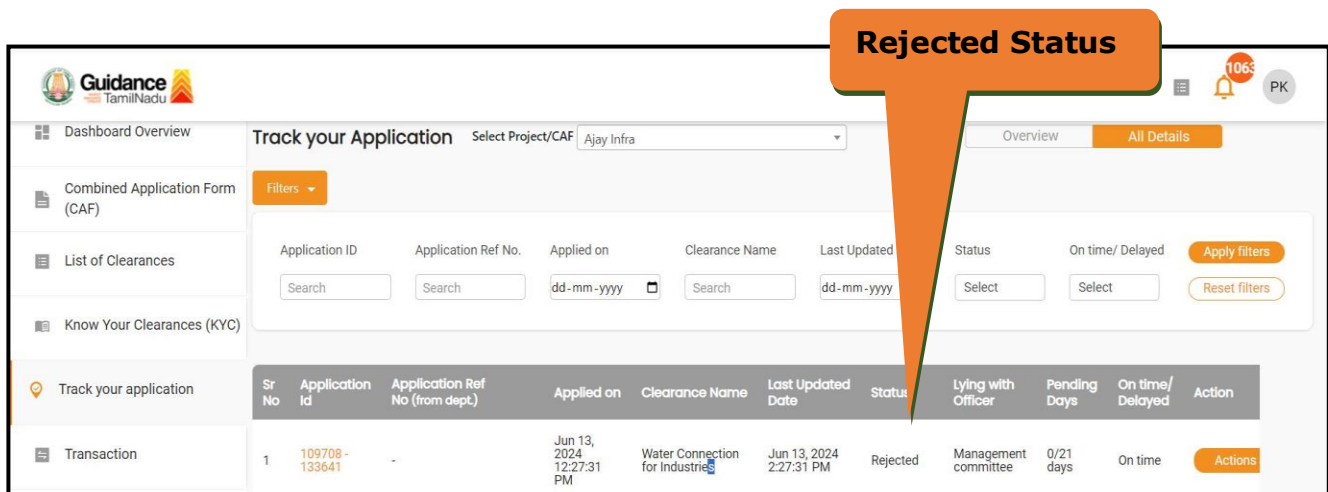 Rejected Status
Guidance
TamilNadu
1063
PK
Dashboard Overview
Combined Application Form
(CAF)
List of Clearances
Know Your Clearances (KYC)
Track your application
Transaction
Track your Application Select Project/CAF Ajay Infra Overview All Details
Filters
Application ID Application Ref No. Applied on Clearance Name Last Updated Status On time/ Delayed Apply filters
Search Search dd-mm-yyyy Search dd-mm-yyyy Select Select Reset filters
Sr Application Application Ref Last Updated Lying with Pending On time/
No Id No (from dept.) Applied on Clearance Name Date Status Officer Days Delayed Action
Jun 13,
109708 - 2024 Water Connection Jun 13, 2024 Management 0/21
1 133641 - 12:27:31 for Industries 2:27:31 PM Rejected committee days On time Actions
PM